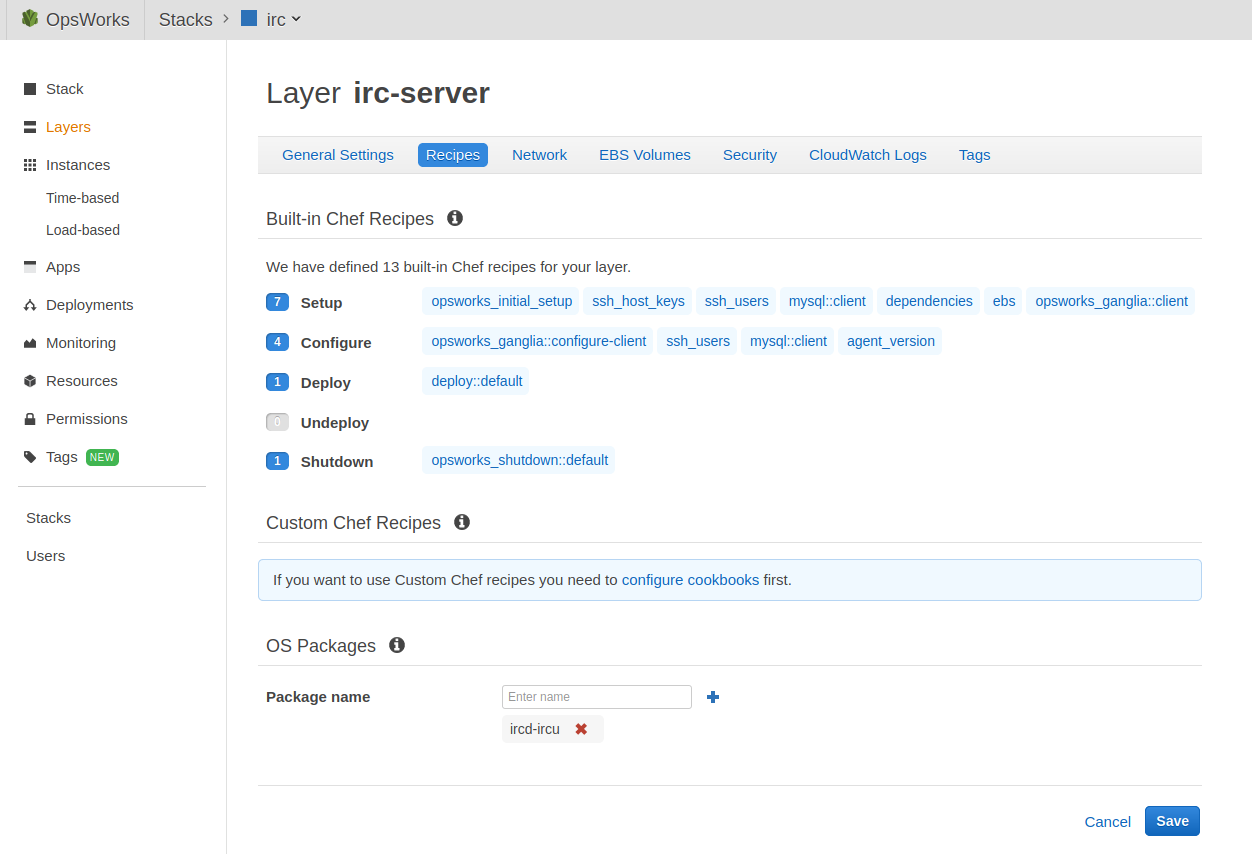 OpsWorks Stacks irc
Stack
Layers
Instances
Time-based
Load-based
Apps
Deployments
Monitoring
Resources
Permissions
Tags NEW
Stacks
Users
Layer irc-server
General Settings Recipes Network EBS Volumes Security CloudWatch Logs Tags
Built-in Chef Recipes
We have defined 13 built-in Chef recipes for your layer.
7 Setup opsworks_initial_setup ssh_host_keys ssh_users mysql::client dependencies ebs opsworks_ganglia::client
4 Configure opsworks_ganglia::configure-client ssh_users mysql::client agent_version
1 Deploy deploy::default
0 Undeploy
1 Shutdown opsworks_shutdown::default
Custom Chef Recipes
If you want to use Custom Chef recipes you need to configure cookbooks first.
OS Packages
Package name Enter name
ircd-ircu
Cancel Save